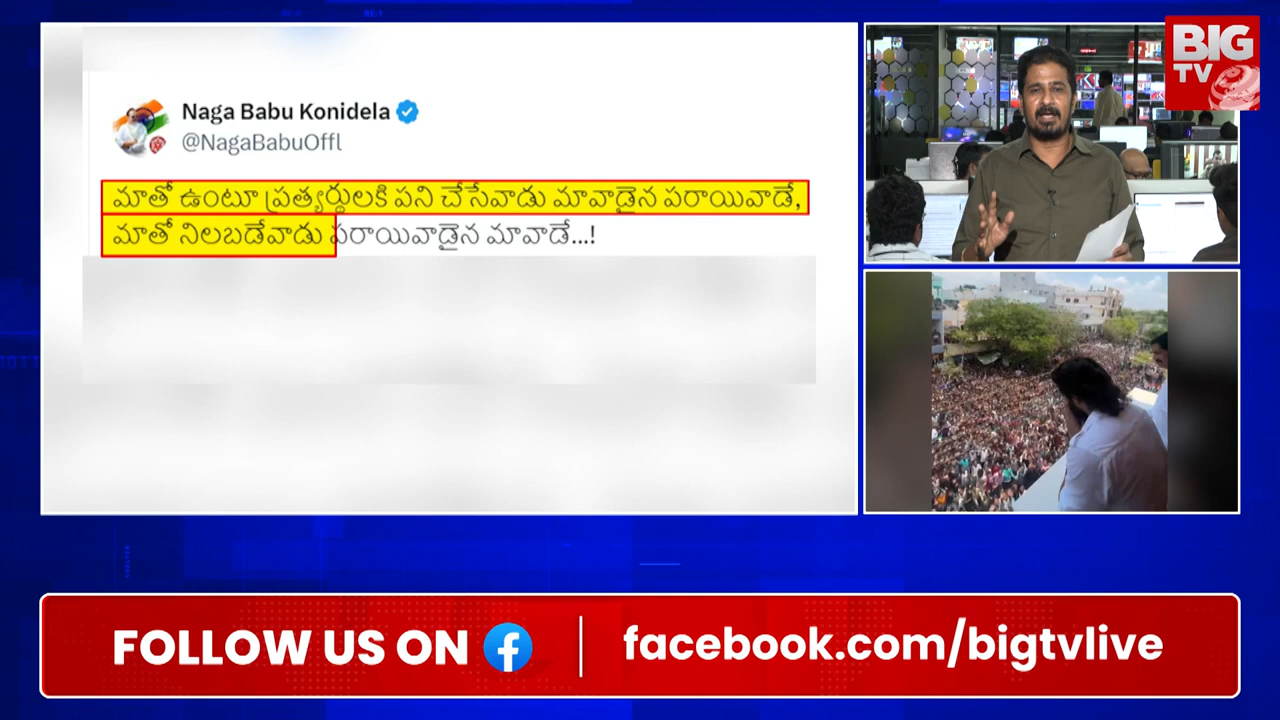 Naga Babu Konidela
@NagaBabuOffl
మాతో ఉంటూ ప్రత్యర్థులకి పని చేసేవాడు మావాడైన పరాయివాడే,
మాతో నిలబడేవాడు పరాయివాడైన మావాడే...!
BIG
TV
FOLLOW US ON
facebook.com/bigtvlive